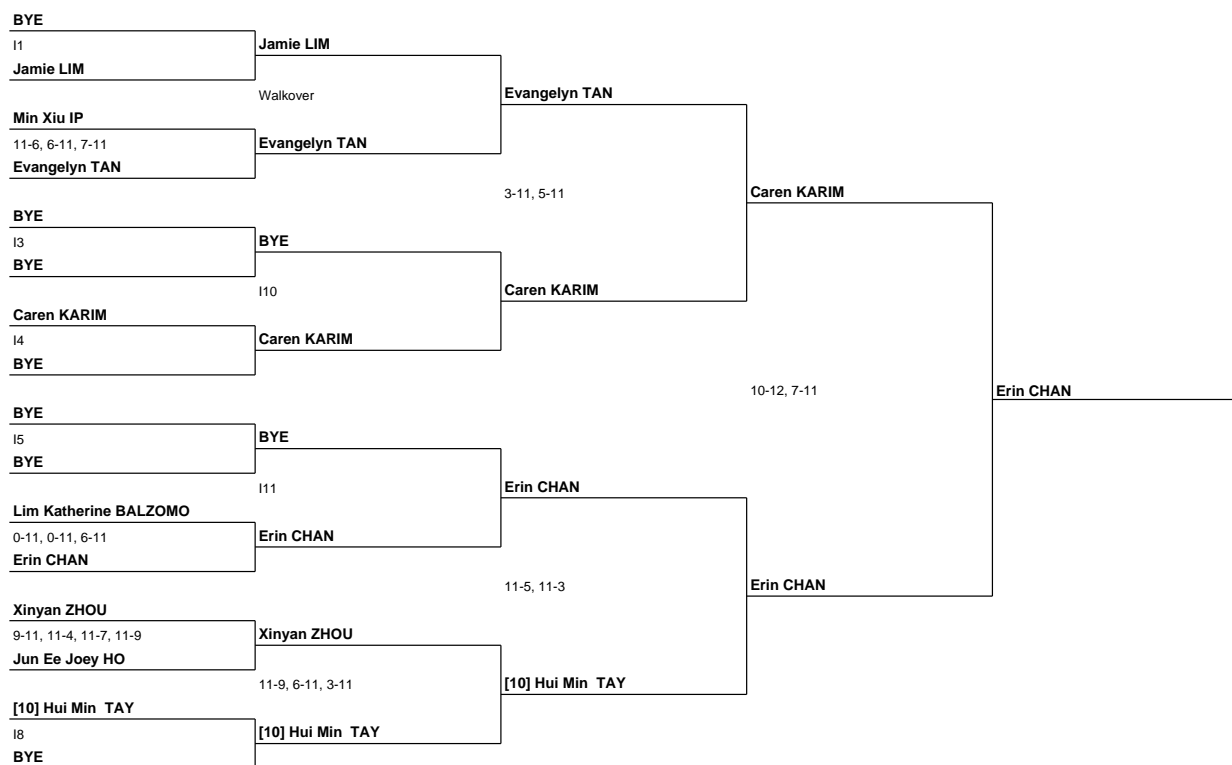 BYE
I1
Jamie LIM
Min Xiu IP
11-6, 6-11, 7-11
Evangelyn TAN
BYE
I3
BYE
Caren KARIM
I4
BYE
BYE
I5
BYE
Lim Katherine BALZOMO
0-11, 0-11, 6-11
Erin CHAN
Xinyan ZHOU
9-11, 11-4, 11-7, 11-9
Jun Ee Joey HO
[10] Hui Min  TAY
I8
BYE
Jamie LIM
Walkover
Evangelyn TAN
BYE
I10
Caren KARIM
BYE
I11
Erin CHAN
Xinyan ZHOU
11-9, 6-11, 3-11
[10] Hui Min  TAY
Evangelyn TAN
3-11, 5-11
Caren KARIM
Erin CHAN
11-5, 11-3
[10] Hui Min  TAY
Caren KARIM
10-12, 7-11
Erin CHAN
Erin CHAN